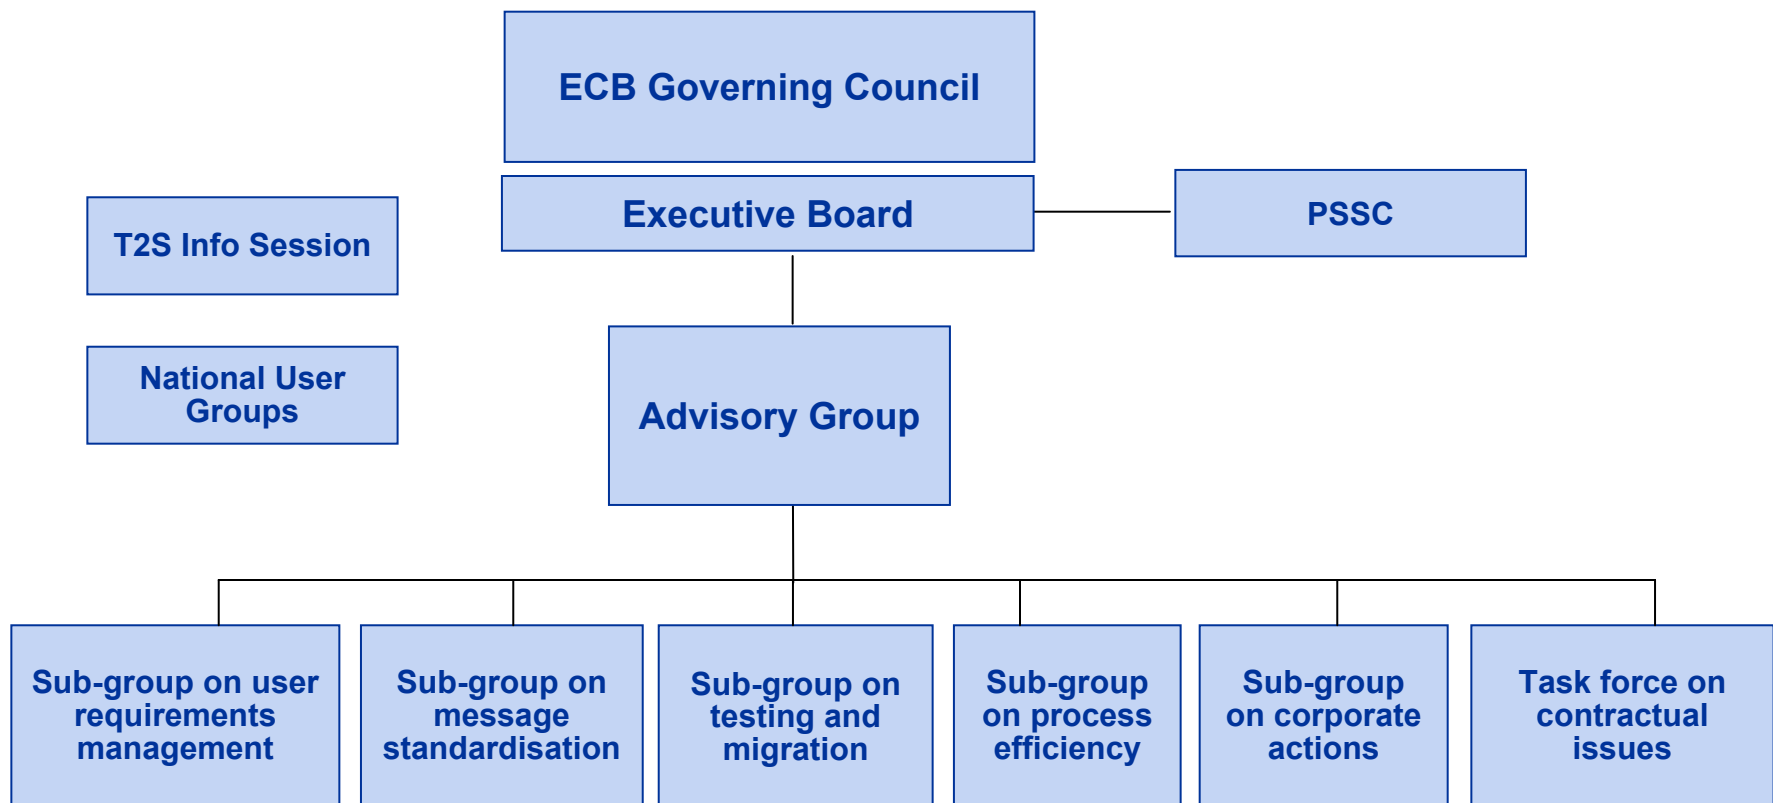 ECB Governing Council
Executive Board
PSSC
T2S Info Session
National User
Groups
Advisory Group
Sub-group on user
requirements
management
Sub-group on
message
standardisation
Sub-group on
testing and
migration
Sub-group
on process
efficiency
Sub-group
on corporate
actions
Task force on
contractual
issues